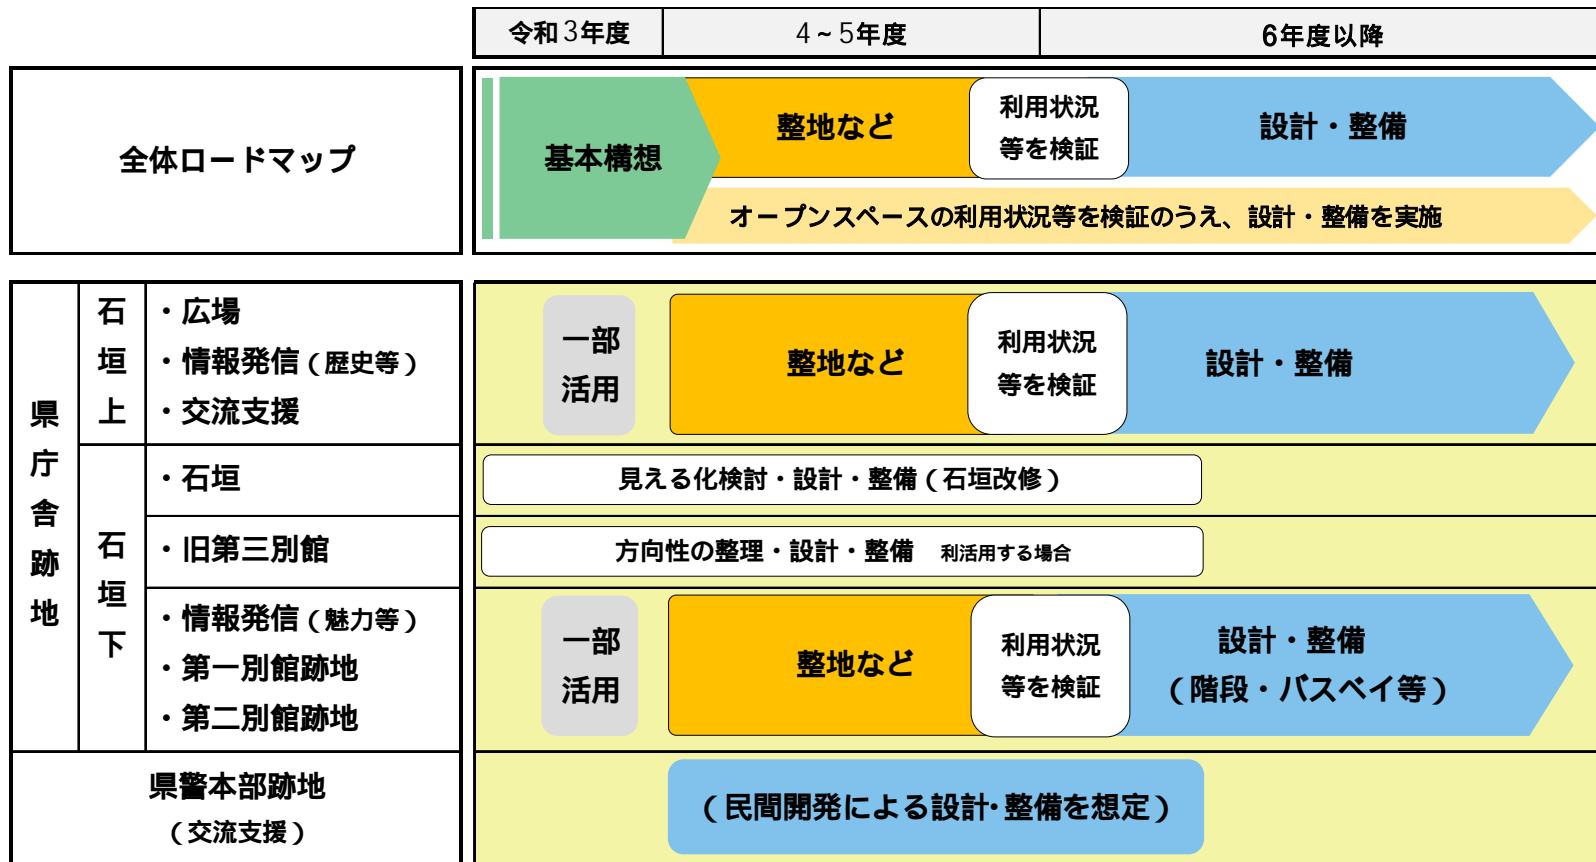 令和3年度
4～5年度
6年度以降
全体ロードマップ
基本構想
整地など
利用状況
等を検証
設計・整備
オープンスペースの利用状況等を検証のうえ、設計・整備を実施
県庁舎跡地
石垣上
・広場
・情報発信（歴史等）
・交流支援
一部
活用
整地など
利用状況
等を検証
設計・整備
石垣下
・石垣
見える化検討・設計・整備（石垣改修）
・旧第三別館
方向性の整理・設計・整備 利活用する場合
・情報発信（魅力等）
・第一別館跡地
・第二別館跡地
一部
活用
整地など
利用状況
等を検証
設計・整備
（階段・バスベイ等）
県警本部跡地
（交流支援）
（民間開発による設計・整備を想定）